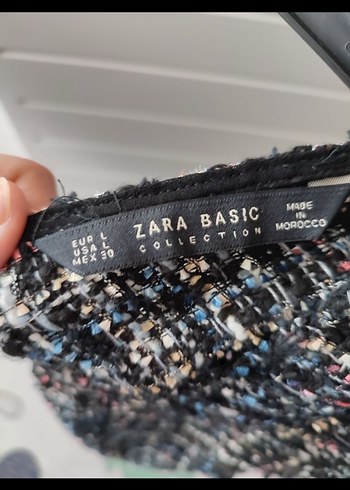 EUR L
USA L
MEX 30
ZARA BASIC
COLLECTION
MADE
IN
MOROCCO